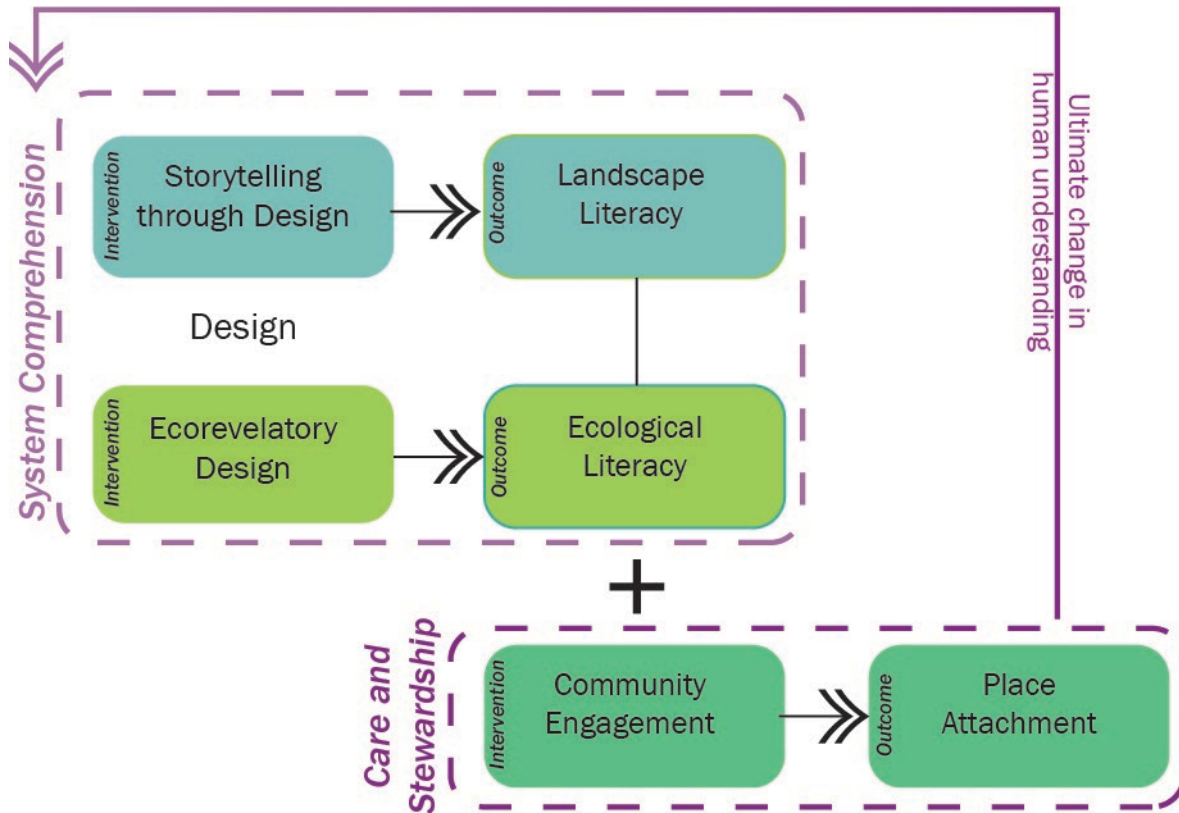 System Comprehension
Intervention
Storytelling
through Design
Outcome
Landscape
Literacy
Design
Intervention
Ecorevelatory
Design
Outcome
Ecological
Literacy
Ultimate change in
human understanding
+
Care and
Stewardship
Intervention
Community
Engagement
Outcome
Place
Attachment